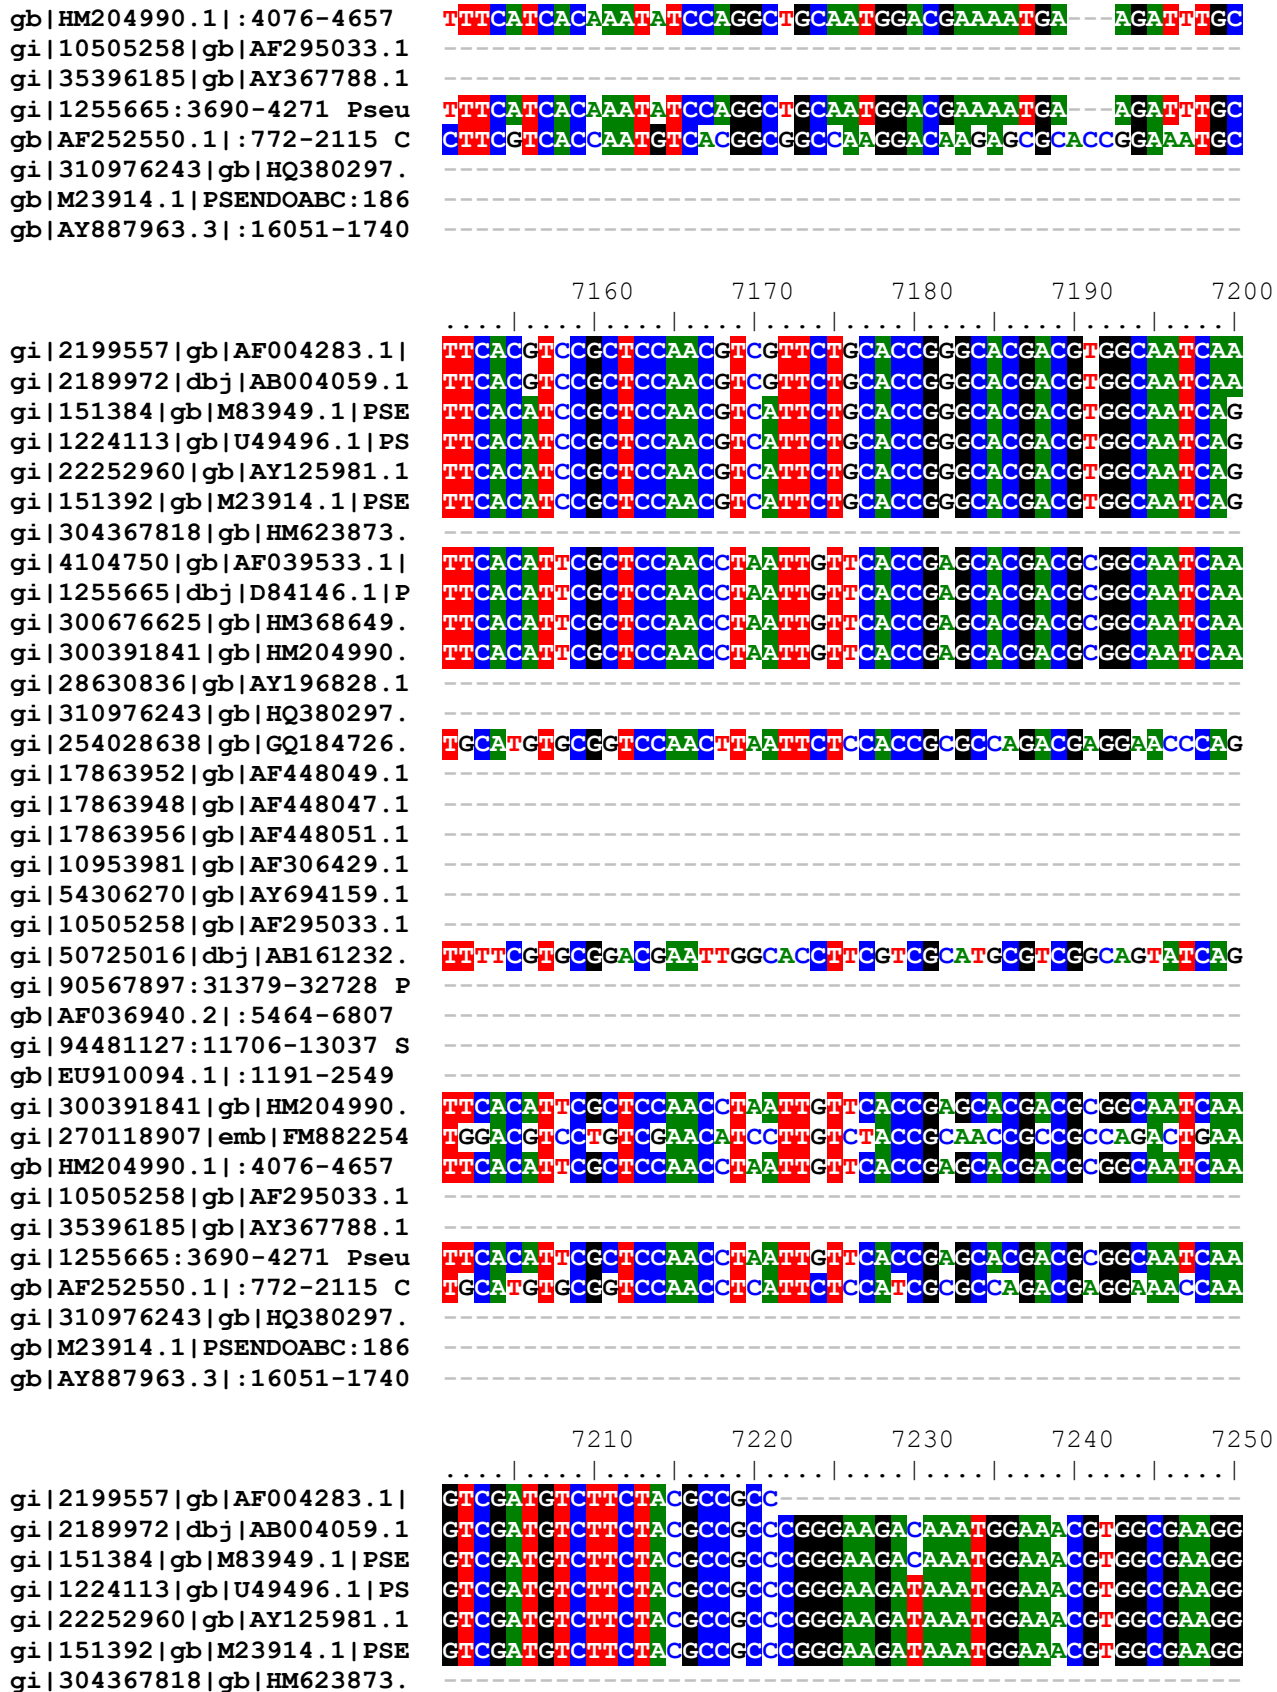 gb|HM204990.1|:4076-4657 TTTCATCACAAATATCCAGGCTGCAATGGACGAAAATGA---AGATTTGC
gi|10505258|gb|AF295033.1 --------------------------------------------------
gi|35396185|gb|AY367788.1 --------------------------------------------------
gi|1255665:3690-4271 Pseu TTTCATCACAAATATCCAGGCTGCAATGGACGAAAATGA---AGATTTGC
gb|AF252550.1|:772-2115 C CTTCGTCACCAATGTCACGGCGGCCAAGGACAAGAGCGCACCGGAAATGC
gi|310976243|gb|HQ380297. --------------------------------------------------
gb|M23914.1|PSENDOABC:186 --------------------------------------------------
gb|AY887963.3|:16051-1740 --------------------------------------------------
7160 7170 7180 7190 7200
....|....|....|....|....|....|....|....|....|....|
gi|2199557|gb|AF004283.1| TTCACGTCCGCTCCAACGTCGTTCTGCACCGGGCACGACGTGGCAATCAA
gi|2189972|dbj|AB004059.1 TTCACGTCCGCTCCAACGTCGTTCTGCACCGGGCACGACGTGGCAATCAA
gi|151384|gb|M83949.1|PSE TTCACATCCGCTCCAACGTCATTCTGCACCGGGCACGACGTGGCAATCAG
gi|1224113|gb|U49496.1|PS TTCACATCCGCTCCAACGTCATTCTGCACCGGGCACGACGTGGCAATCAG
gi|22252960|gb|AY125981.1 TTCACATCCGCTCCAACGTCATTCTGCACCGGGCACGACGTGGCAATCAG
gi|151392|gb|M23914.1|PSE TTCACATCCGCTCCAACGTCATTCTGCACCGGGCACGACGTGGCAATCAG
gi|304367818|gb|HM623873. --------------------------------------------------
gi|4104750|gb|AF039533.1| TTCACATTCGCTCCAACCTAATTGTTCACCGAGCACGACGCGGCAATCAA
gi|1255665|dbj|D84146.1|P TTCACATTCGCTCCAACCTAATTGTTCACCGAGCACGACGCGGCAATCAA
gi|300676625|gb|HM368649. TTCACATTCGCTCCAACCTAATTGTTCACCGAGCACGACGCGGCAATCAA
gi|300391841|gb|HM204990. TTCACATTCGCTCCAACCTAATTGTTCACCGAGCACGACGCGGCAATCAA
gi|28630836|gb|AY196828.1 --------------------------------------------------
gi|310976243|gb|HQ380297. --------------------------------------------------
gi|254028638|gb|GQ184726. TGCATGTGCGGTCCAACTTAATTCTCCACCGCGCCAGACGAGGAACCCAG
gi|17863952|gb|AF448049.1 --------------------------------------------------
gi|17863948|gb|AF448047.1 --------------------------------------------------
gi|17863956|gb|AF448051.1 --------------------------------------------------
gi|10953981|gb|AF306429.1 --------------------------------------------------
gi|54306270|gb|AY694159.1 --------------------------------------------------
gi|10505258|gb|AF295033.1 --------------------------------------------------
gi|50725016|dbj|AB161232. TTTTCGTGCGGACGAATTGGCACCTTCGTCGCATGCGTCGGCAGTATCAG
gi|90567897:31379-32728 P --------------------------------------------------
gb|AF036940.2|:5464-6807 --------------------------------------------------
gi|94481127:11706-13037 S --------------------------------------------------
gb|EU910094.1|:1191-2549 --------------------------------------------------
gi|300391841|gb|HM204990. TTCACATTCGCTCCAACCTAATTGTTCACCGAGCACGACGCGGCAATCAA
gi|270118907|emb|FM882254 TGGACGTCCTGTCGAACATCCTTGTCTACCGCAACCGCCGCCAGACTGAA
gb|HM204990.1|:4076-4657 TTCACATTCGCTCCAACCTAATTGTTCACCGAGCACGACGCGGCAATCAA
gi|10505258|gb|AF295033.1 --------------------------------------------------
gi|35396185|gb|AY367788.1 --------------------------------------------------
gi|1255665:3690-4271 Pseu TTCACATTCGCTCCAACCTAATTGTTCACCGAGCACGACGCGGCAATCAA
gb|AF252550.1|:772-2115 C TGCATGTGCGGTCCAACCTCATTCTCCATCGCGCCAGACGAGGAAACCAA
gi|310976243|gb|HQ380297. --------------------------------------------------
gb|M23914.1|PSENDOABC:186 --------------------------------------------------
gb|AY887963.3|:16051-1740 --------------------------------------------------
7210 7220 7230 7240 7250
....|....|....|....|....|....|....|....|....|....|
gi|2199557|gb|AF004283.1| GTCGATGTCTTCTACGCCGCC-----------------------------
gi|2189972|dbj|AB004059.1 GTCGATGTCTTCTACGCCGCCCGGGAAGACAAATGGAAACGTGGCGAAGG
gi|151384|gb|M83949.1|PSE GTCGATGTCTTCTACGCCGCCCGGGAAGACAAATGGAAACGTGGCGAAGG
gi|1224113|gb|U49496.1|PS GTCGATGTCTTCTACGCCGCCCGGGAAGATAAATGGAAACGTGGCGAAGG
gi|22252960|gb|AY125981.1 GTCGATGTCTTCTACGCCGCCCGGGAAGATAAATGGAAACGTGGCGAAGG
gi|151392|gb|M23914.1|PSE GTCGATGTCTTCTACGCCGCCCGGGAAGATAAATGGAAACGTGGCGAAGG
gi|304367818|gb|HM623873. --------------------------------------------------